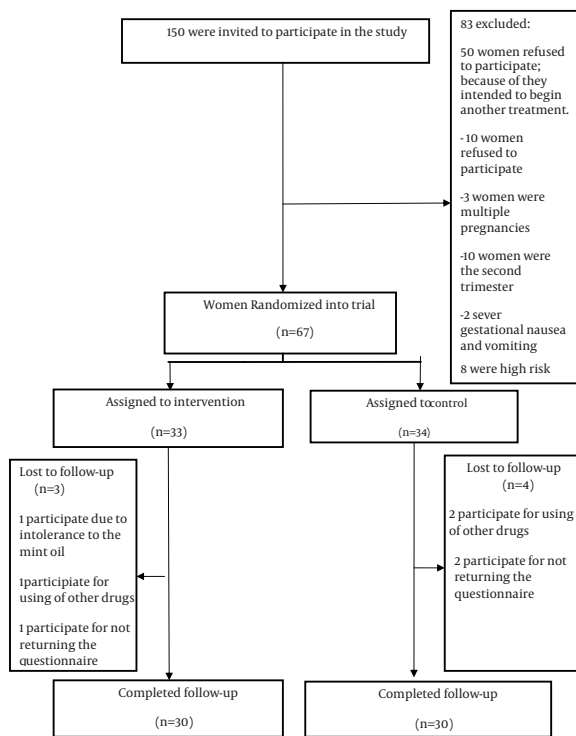 150 were invited to participate in the study
83 excluded:
50 women refused
to participate;
because of they
intended to begin
another treatment.
-10 women
refused to
participate
-3 women were
multiple
pregnancies
-10 women were
the second
trimester
-2 sever
gestational nausea
and vomiting
8 were high risk
Women Randomized into trial
(n=67)
Assigned to intervention
(n=33)
Assigned tocontrol
(n=34)
Lost to follow-up
(n=3)
1 participate due to
intolerance to the
mint oil
1participiate for
using of other drugs
1 participate for not
returning the
questionnaire
Lost to follow-up
(n=4)
2 participate for using
of other drugs
2 participate for not
returning the
questionnaire
Completed follow-up
(n=30)
Completed follow-up
(n=30)